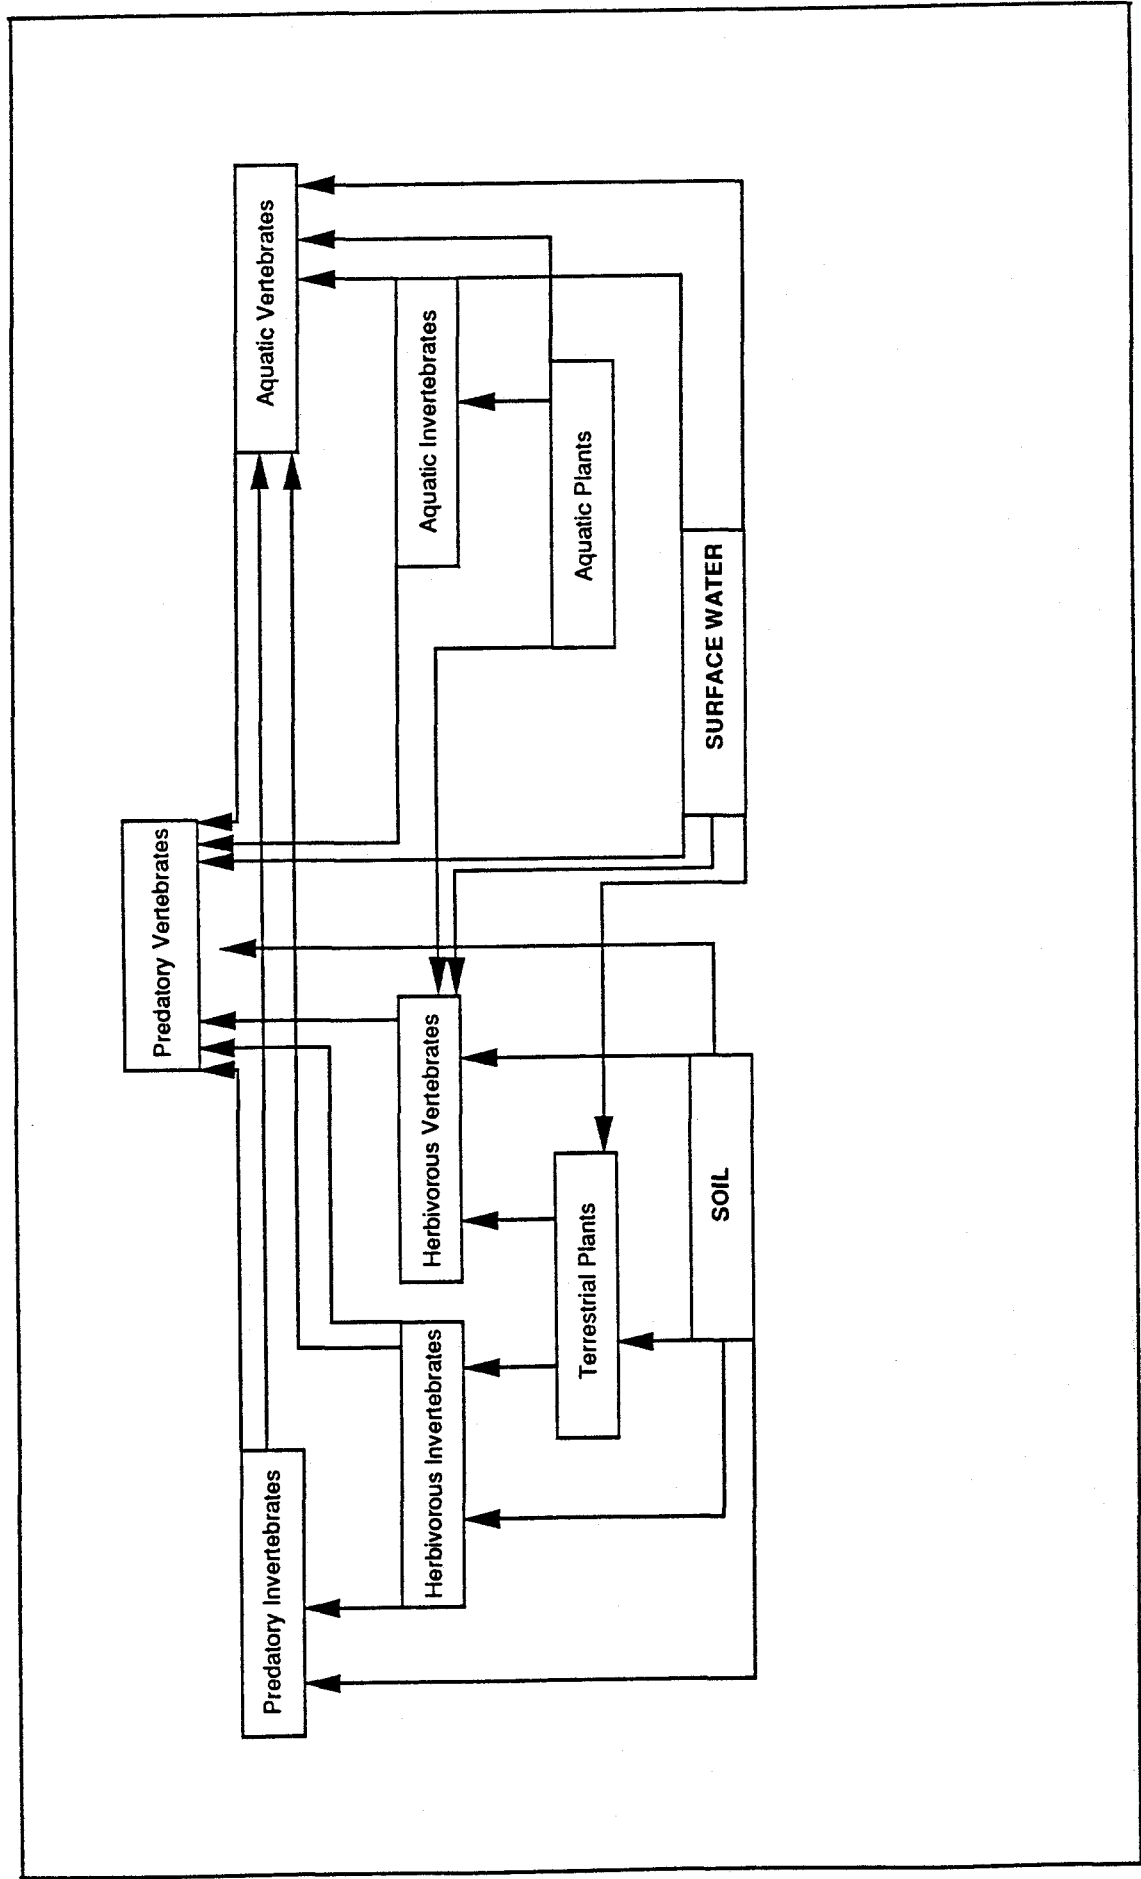 Predatory Vertebrates
Predatory Invertebrates
Aquatic Vertebrates
Herbivorous Invertebrates
Herbivorous Vertebrates
Aquatic Invertebrates
Terrestrial Plants
Aquatic Plants
SOIL
SURFACE WATER